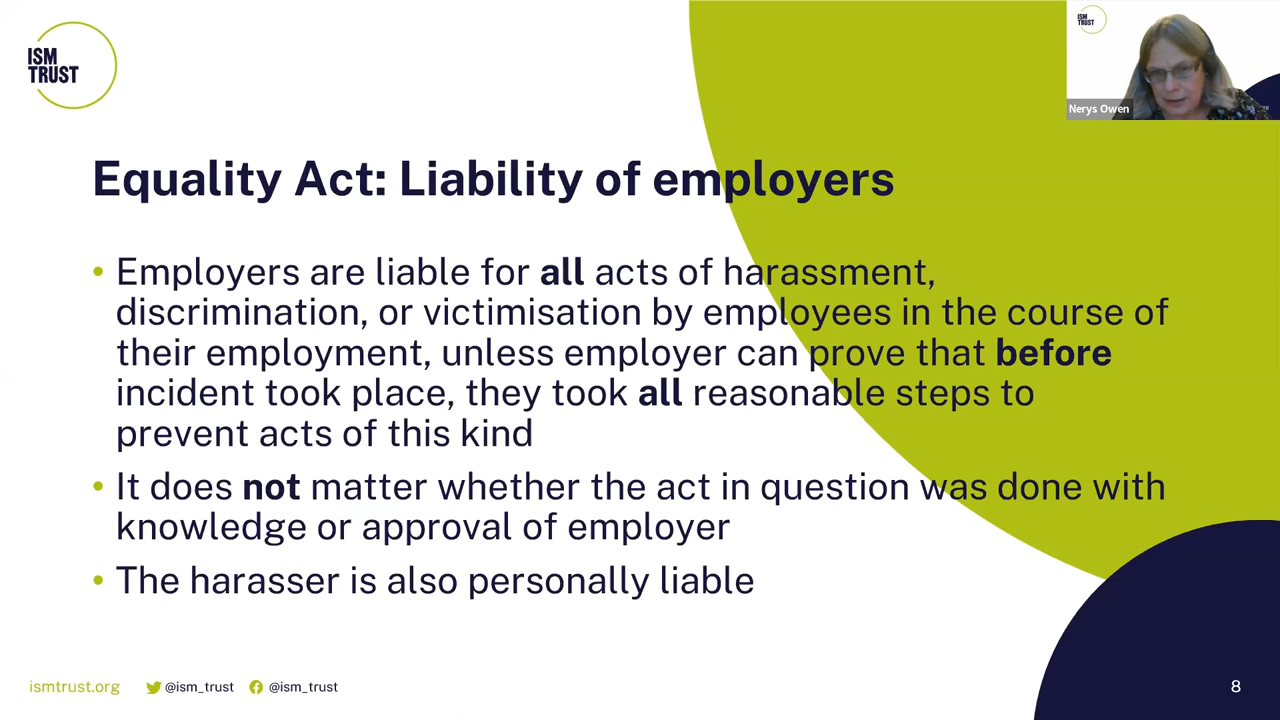 ISM
TRUST
ISM
TRUST
Nerys Owen
Equality Act: Liability of employers
• Employers are liable for all acts of harassment,
discrimination, or victimisation by employees in the course of
their employment, unless employer can prove that before
incident took place, they took all reasonable steps to
prevent acts of this kind
• It does not matter whether the act in question was done with
knowledge or approval of employer
• The harasser is also personally liable
ismtrust.org @ism_trust @ism_trust 8